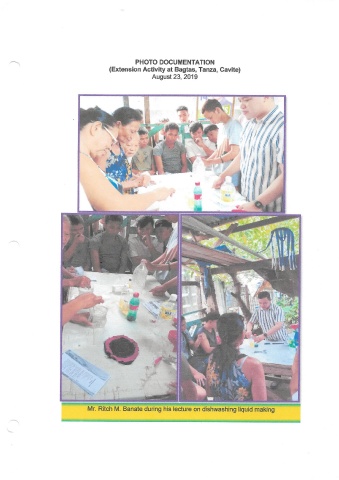 PHOTO DOCUMENTATION
(Extension Activity at Bagtas, Tanza, Cavite)
August 23, 2019
Mr. Ritch M. Banate during his lecture on dishwashing liquid making